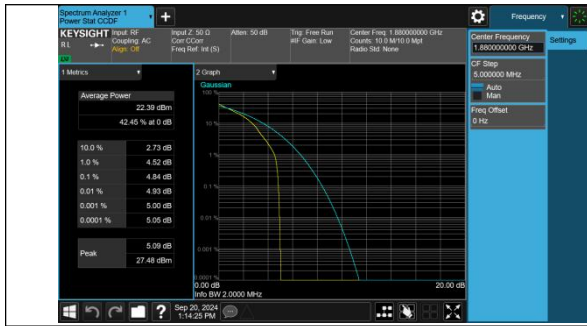 Spectrum Analyzer 1
Power Stat CCDF
Frequency
KEYSIGHT
Input: RF
Input Z: 50 Ω
Atten: 50 dB
Trig: Free Run
Center Freq: 1.880000000 GHz
RL
Coupling: AC
Corr CCorr
#IF Gain: Low
Counts: 10.0 M/10.0 Mpt
Align: Off
Freq Ref: Int (S)
Radio Std: None
Center Frequency
1.880000000 GHz
Settings
CF Step
5.000000 MHz
Auto
Man
Freq Offset
0 Hz
1 Metrics
2 Graph
Gaussian
Average Power
22.39 dBm
42.45 % at 0 dB
10.0 % 2.73 dB
1.0 % 4.52 dB
0.1 % 4.84 dB
0.01 % 4.93 dB
0.001 % 5.00 dB
0.0001 % 5.05 dB
Peak
5.09 dB
27.48 dBm
100 %
10 %
1 %
0.1 %
0.01 %
0.001 %
0.0001 %
0.00 dB
20.00 dB
Info BW 2.0000 MHz
?
Sep 20, 2024
1:14:25 PM